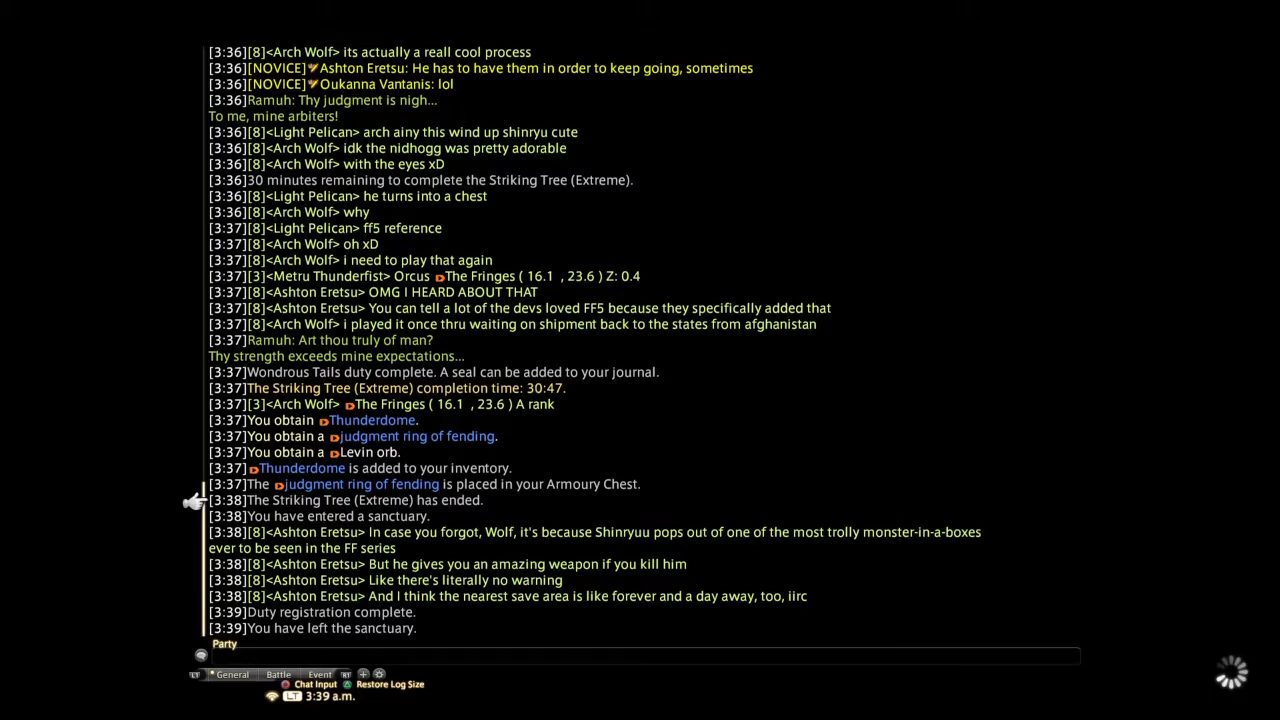 [3:36][8]<Arch Wolf> its actually a reall cool process
[3:36][NOVICE]Ashton Eretsu: He has to have them in order to keep going, sometimes
[3:36][NOVICE]Oukanna Vantanis: lol
[3:36]Ramuh: Thy judgment is nigh...
To me, mine arbiters!
[3:36][8]<Light Pelican> arch ainy this wind up shinryu cute
[3:36][8]<Arch Wolf> idk the nidhogg was pretty adorable
[3:36][8]<Arch Wolf> with the eyes xD
[3:36]30 minutes remaining to complete the Striking Tree (Extreme).
[3:36][8]<Light Pelican> he turns into a chest
[3:36][8]<Arch Wolf> why
[3:37][8]<Light Pelican> ff5 reference
[3:37][8]<Arch Wolf> oh xD
[3:37][8]<Arch Wolf> i need to play that again
[3:37][3]<Metru Thunderfist> Orcus The Fringes ( 16.1 , 23.6 ) Z: 0.4
[3:37][8]<Ashton Eretsu> OMG I HEARD ABOUT THAT
[3:37][8]<Ashton Eretsu> You can tell a lot of the devs loved FF5 because they specifically added that
[3:37][8]<Arch Wolf> i played it once thru waiting on shipment back to the states from afghanistan
[3:37]Ramuh: Art thou truly of man?
Thy strength exceeds mine expectations...
[3:37]Wondrous Tails duty complete. A seal can be added to your journal.
[3:37]The Striking Tree (Extreme) completion time: 30:47.
[3:37][3]<Arch Wolf> The Fringes ( 16.1 , 23.6 ) A rank
[3:37]You obtain Thunderdome.
[3:37]You obtain a judgment ring of fending.
[3:37]You obtain a Levin orb.
[3:37]Thunderdome is added to your inventory.
[3:37]The judgment ring of fending is placed in your Armoury Chest.
[3:38]The Striking Tree (Extreme) has ended.
[3:38]You have entered a sanctuary.
[3:38][8]<Ashton Eretsu> In case you forgot, Wolf, it's because Shinryuu pops out of one of the most trolly monster-in-a-boxes
ever to be seen in the FF series
[3:38][8]<Ashton Eretsu> But he gives you an amazing weapon if you kill him
[3:38][8]<Ashton Eretsu> Like there's literally no warning
[3:38][8]<Ashton Eretsu> And I think the nearest save area is like forever and a day away, too, iirc
[3:39]Duty registration complete.
[3:39]You have left the sanctuary.
Party
LT General Battle Event R1
Chat Input Restore Log Size
LT 3:39 a.m.